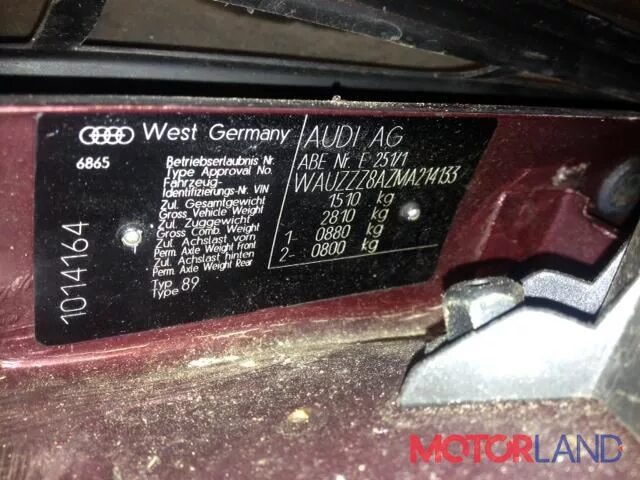 West Germany
6865
AUDI AG
Betriebserlaubnis Nr.
Type Approval No.
ABE Nr. F 251/1
Fahrzeug-
Identifizierungs-Nr. VIN
WAUZZZ8AZMA214133
Zul. Gesamtgewicht
Gross Vehicle Weight
1510 kg
Zul. Zuggewicht
Gross Comb. Weight
2810 kg
Zul. Achslast vorn
Perm. Axle Weight Front
1- 0880 kg
Zul. Achslast hinten
Perm. Axle Weight Rear
2- 0800 kg
Typ 89
Type
1014164
MOTORLAND